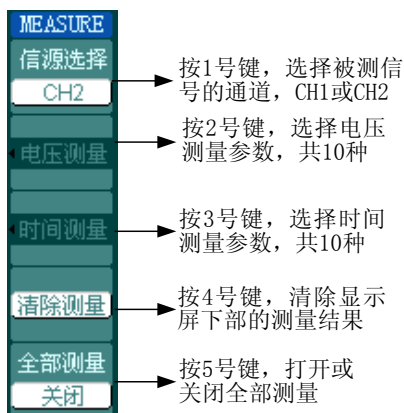 MEASURE
信源选择
CH2
按1号键，选择被测信
号的通道，CH1或CH2
电压测量
按2号键，选择电压
测量参数，共10种
时间测量
按3号键，选择时间
测量参数，共10种
清除测量
按4号键，清除显示
屏下部的测量结果
全部测量
关闭
按5号键，打开或
关闭全部测量